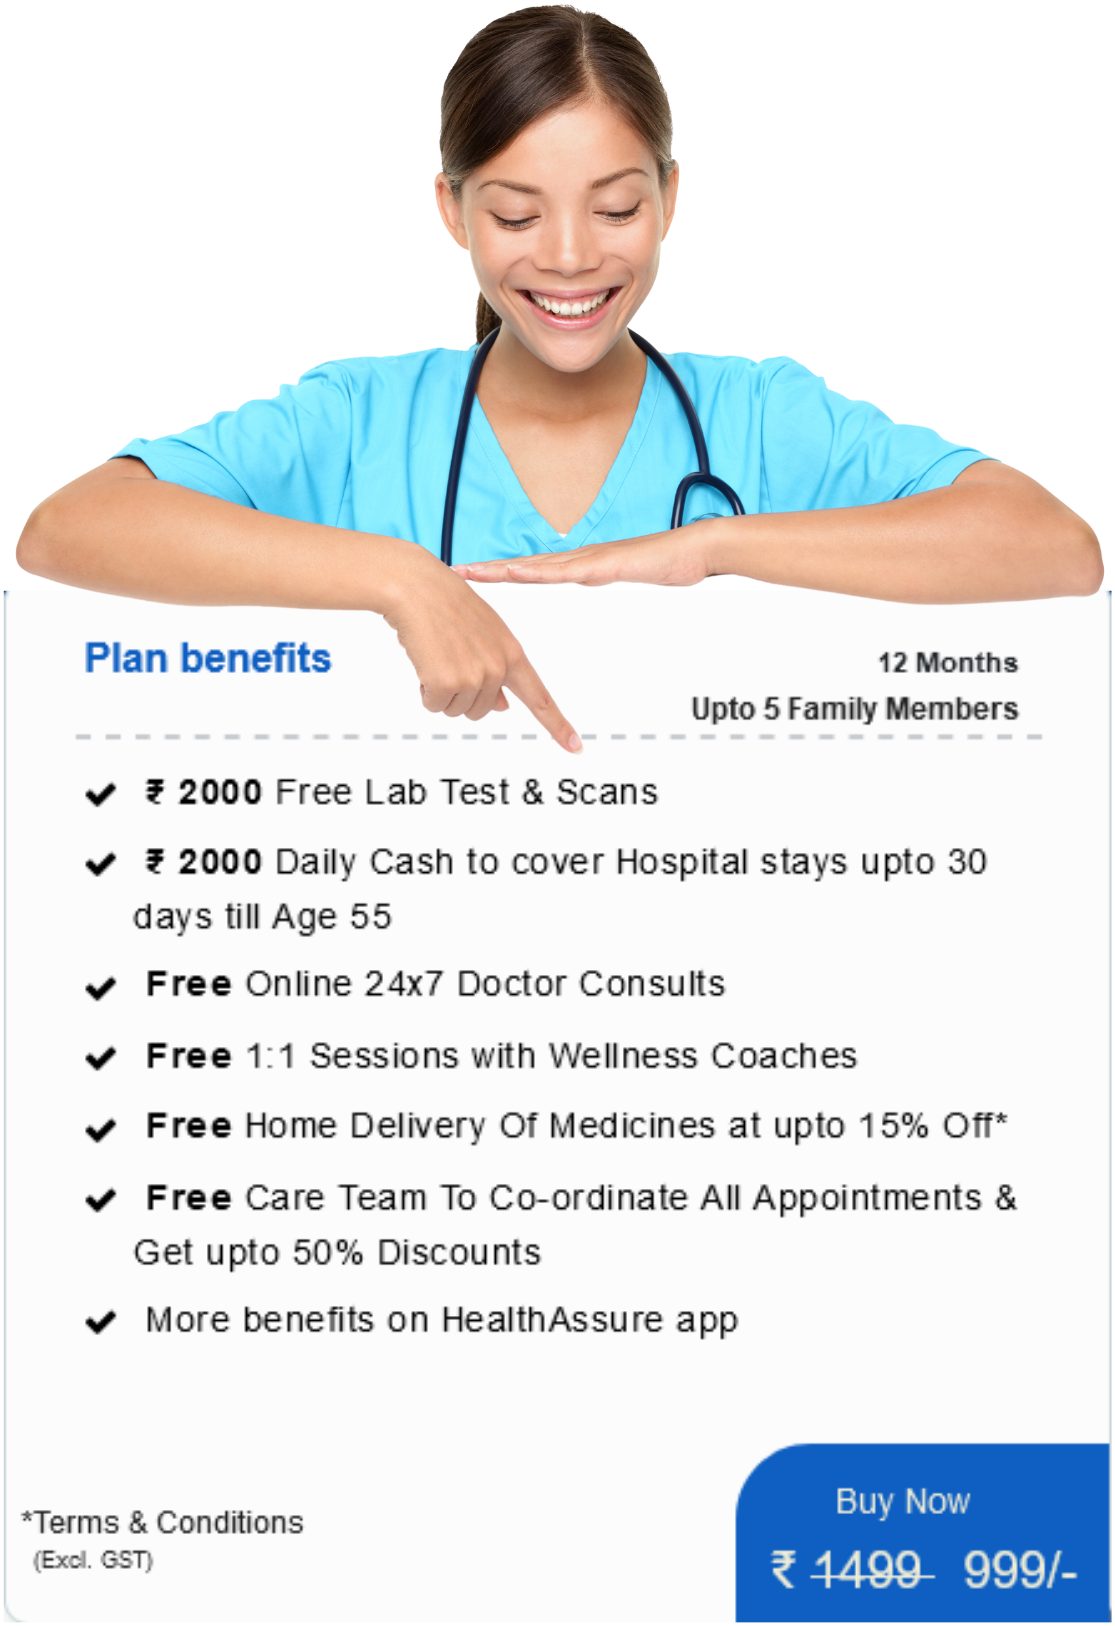 Plan benefits
12 Months
Upto 5 Family Members
₹ 2000 Free Lab Test & Scans
₹ 2000 Daily Cash to cover Hospital stays upto 30
days till Age 55
Free Online 24x7 Doctor Consults
Free 1:1 Sessions with Wellness Coaches
Free Home Delivery Of Medicines at upto 15% Off*
Free Care Team To Co-ordinate All Appointments &
Get upto 50% Discounts
More benefits on HealthAssure app
*Terms & Conditions
(Excl. GST)
Buy Now
₹ 1499 999/-